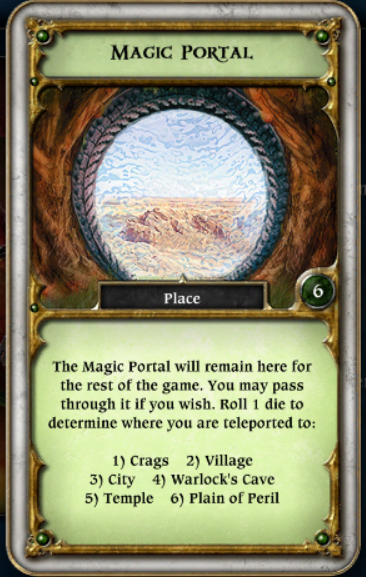 Magic Portal
Place
6
The Magic Portal will remain here for
the rest of the game. You may pass
through it if you wish. Roll 1 die to
determine where you are teleported to:
1) Crags 2) Village
3) City 4) Warlock's Cave
5) Temple 6) Plain of Peril